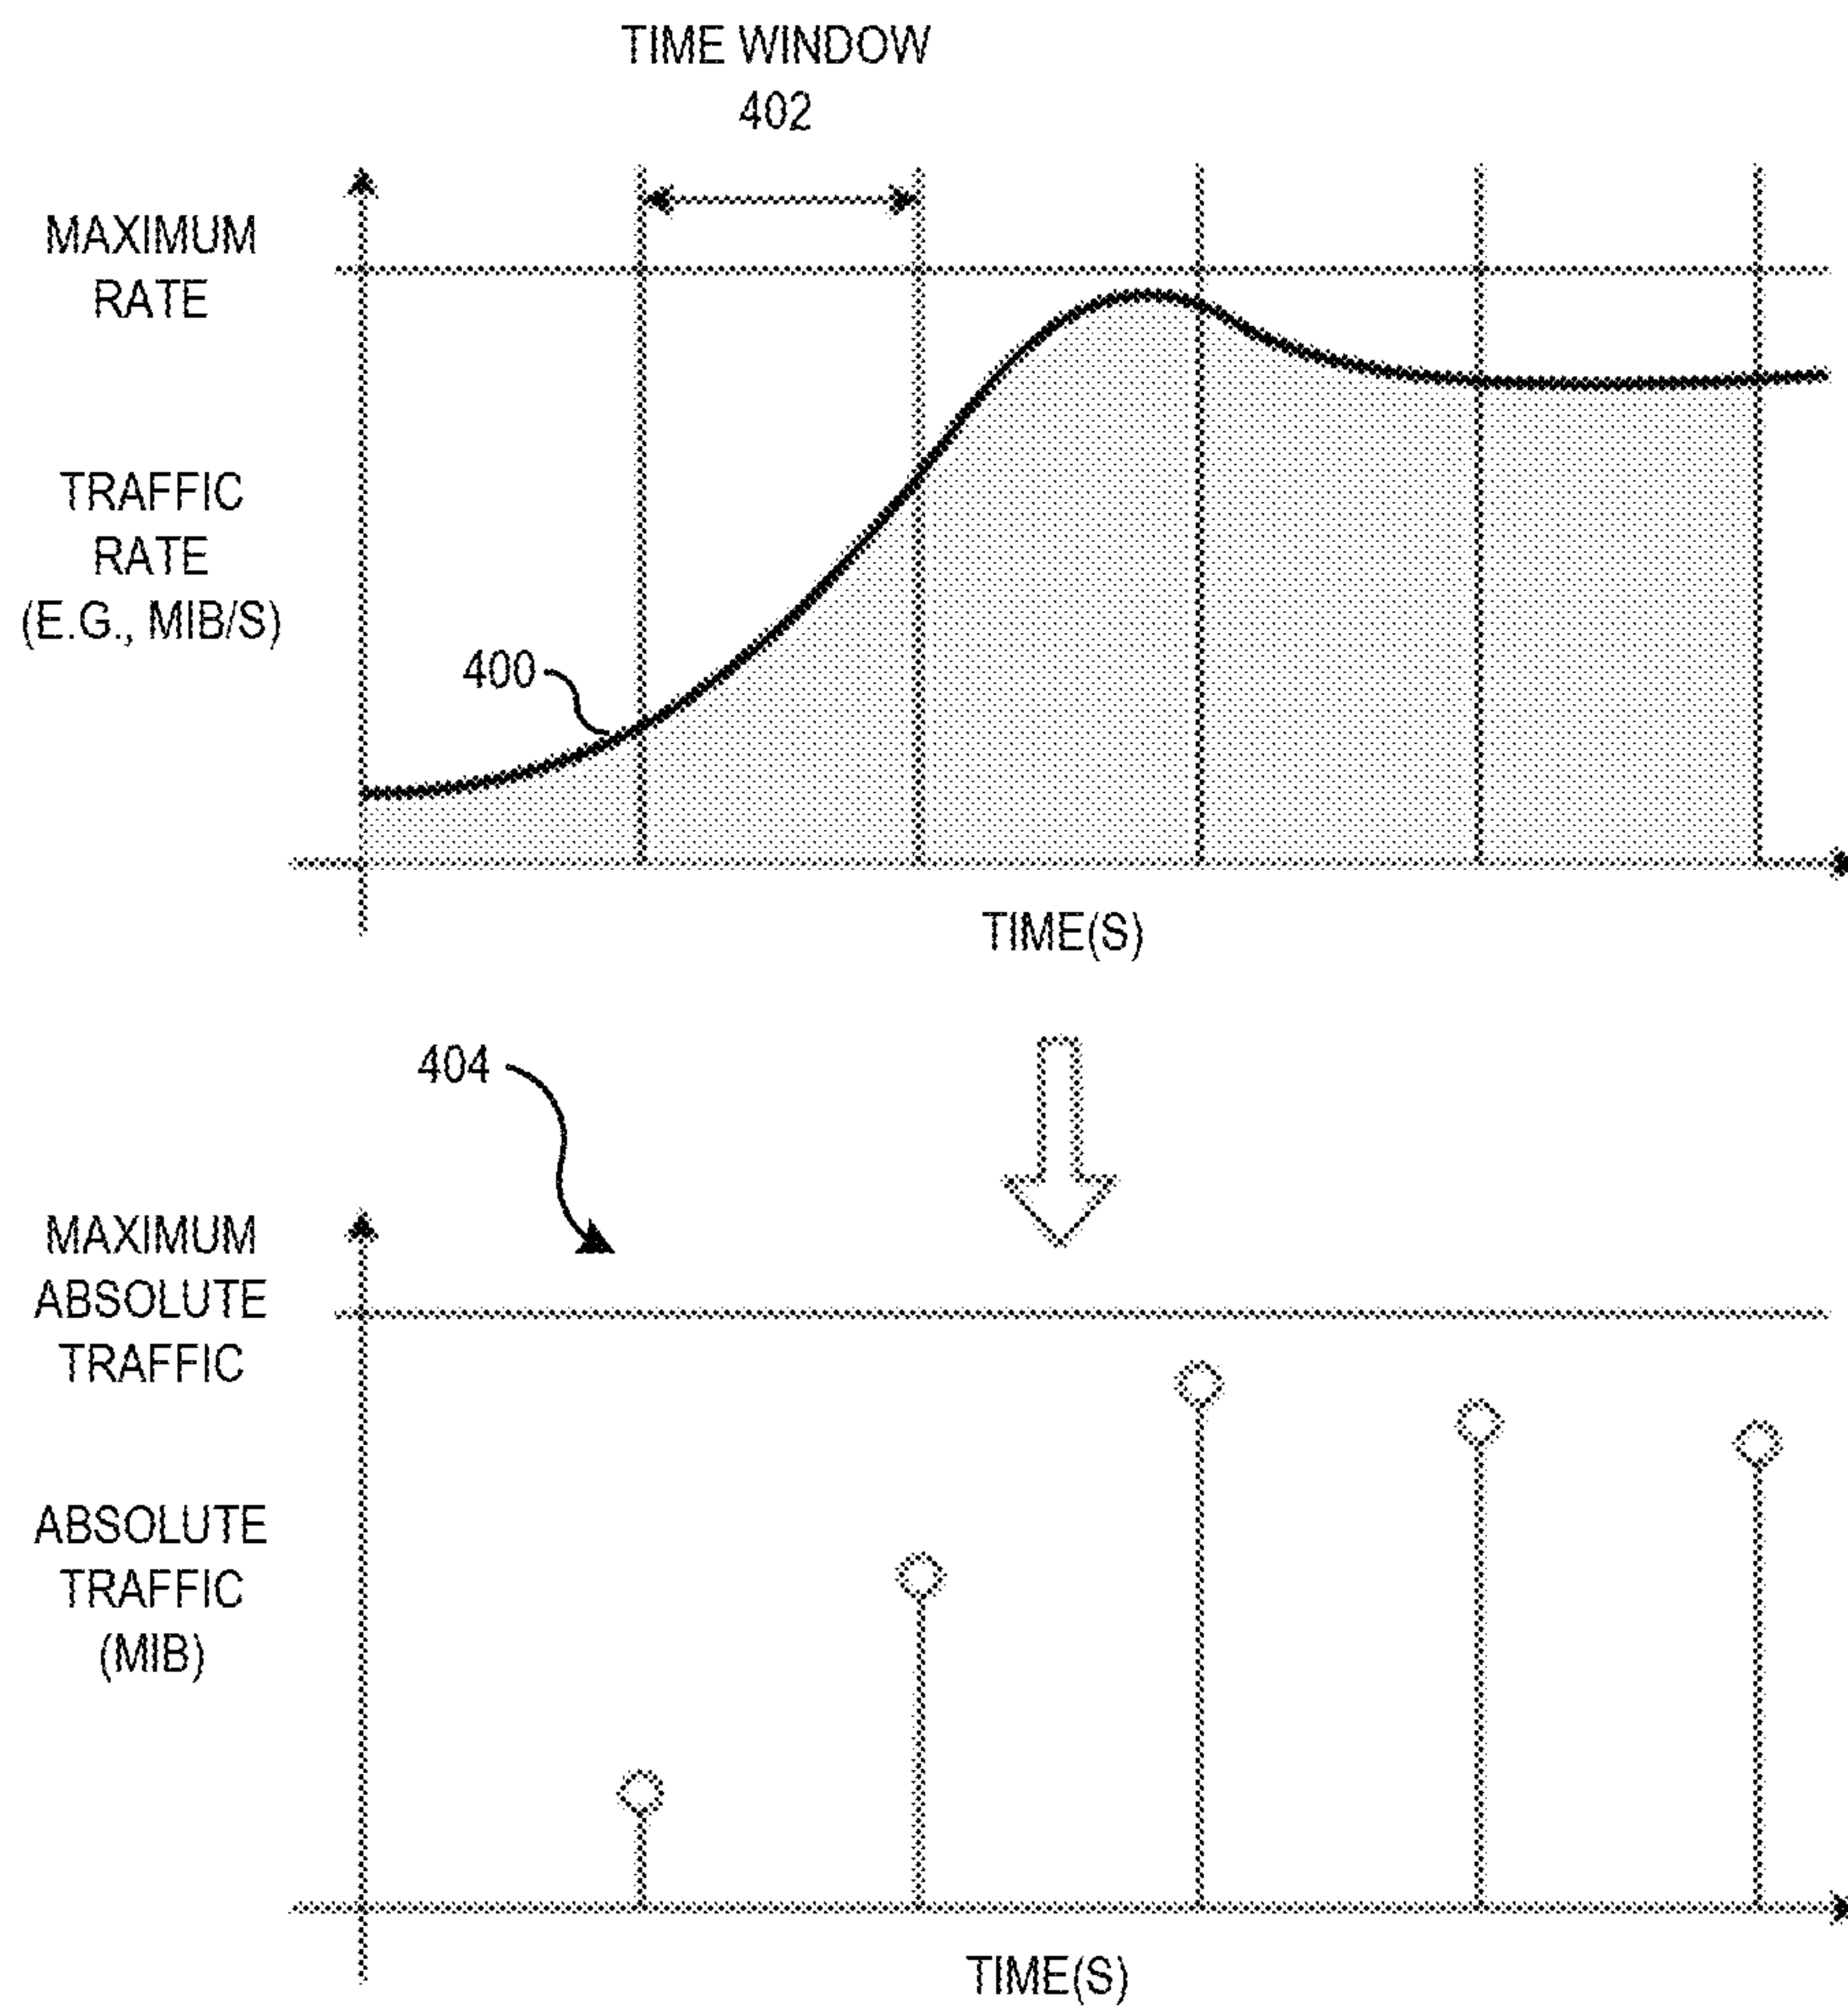 TIME WINDOW
402
MAXIMUM
RATE
TRAFFIC
RATE
(E.G., MIB/S)
400
TIME(S)
404
MAXIMUM
ABSOLUTE
TRAFFIC
ABSOLUTE
TRAFFIC
(MIB)
TIME(S)